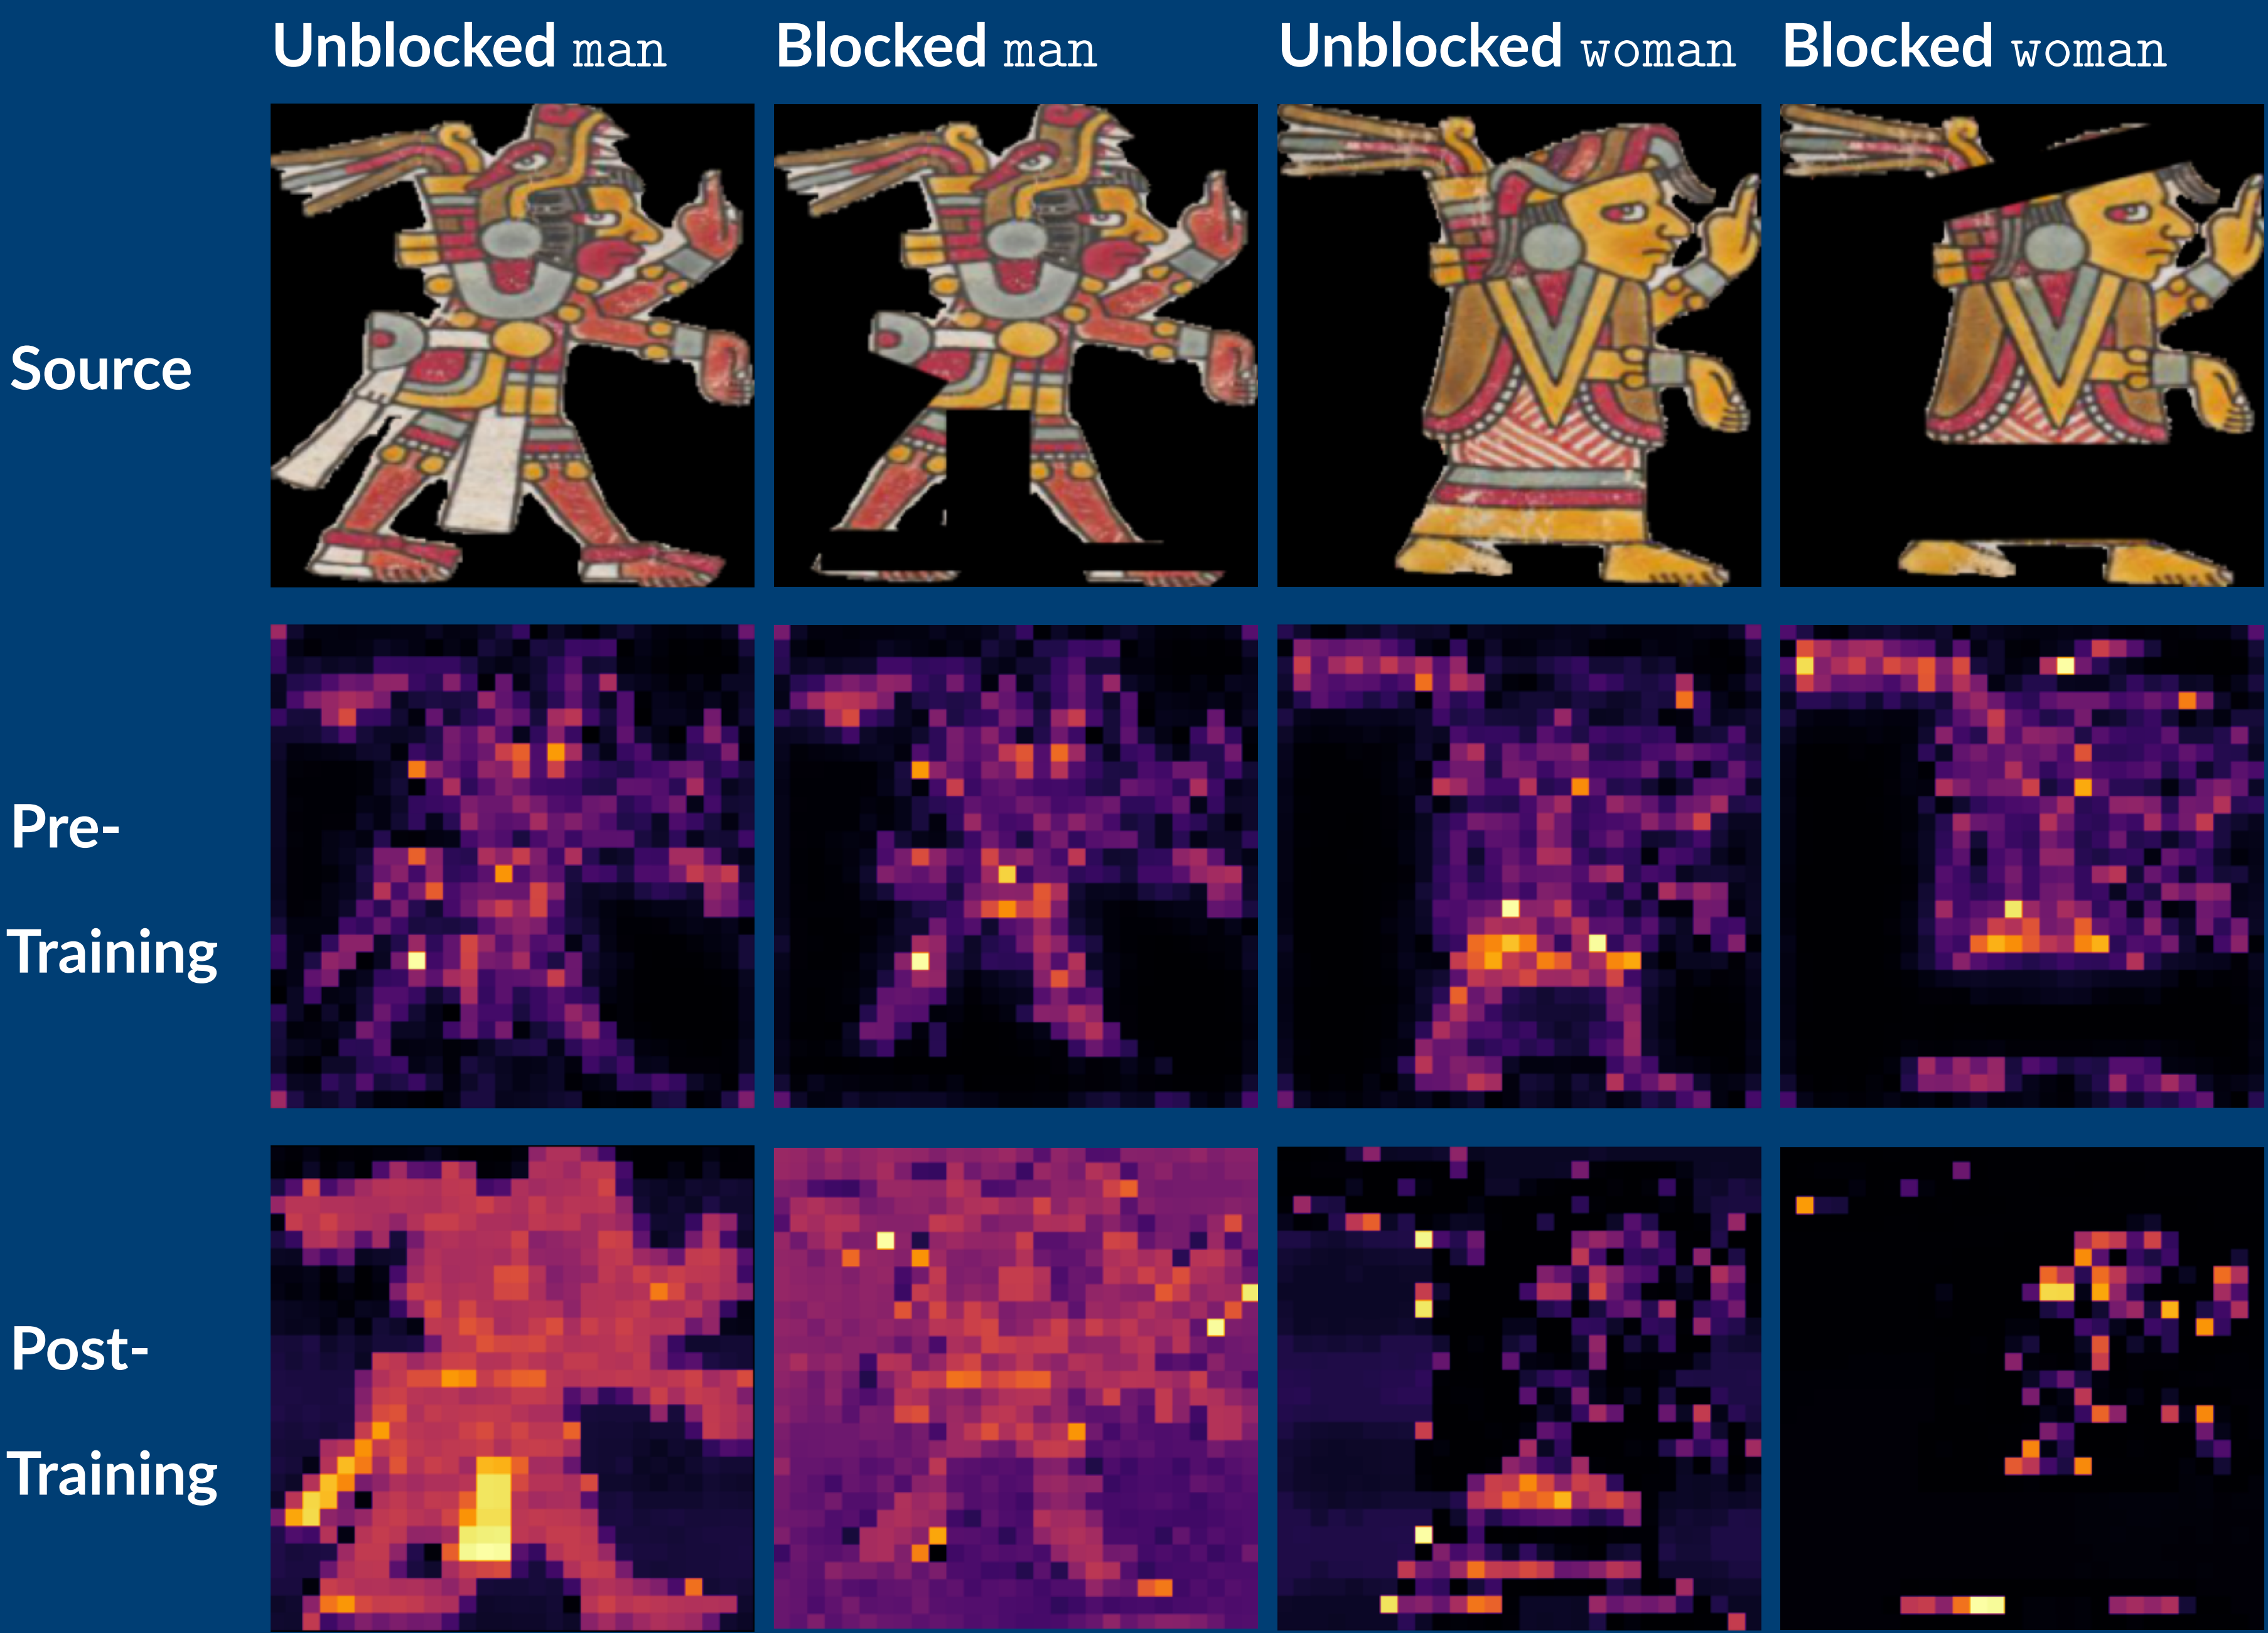 Unblocked man
Blocked man
Unblocked woman
Blocked woman
Source
Pre-
Training
Post-
Training